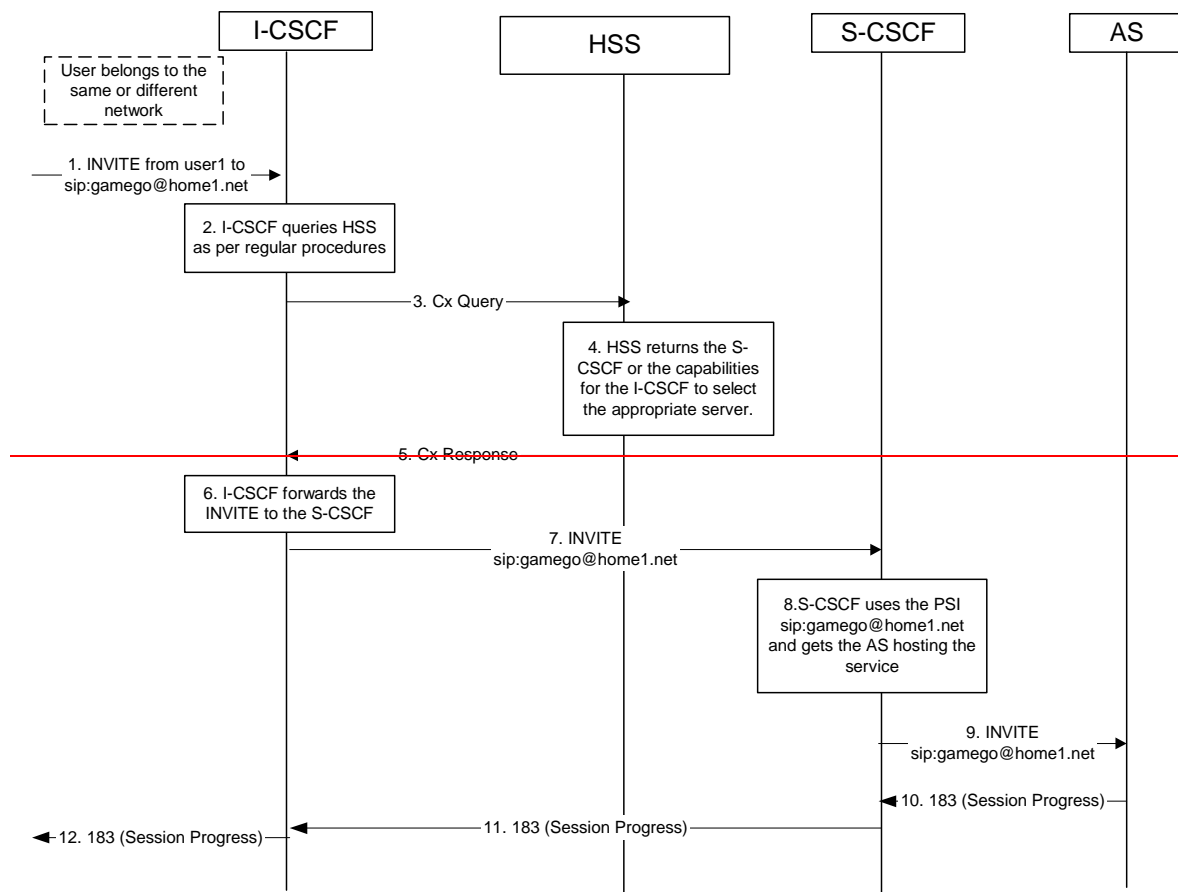 I-CSCF
HSS
S-CSCF
AS
User belongs to the
same or different
network
1. INVITE from user1 to
sip:gamego@home1.net
2. I-CSCF queries HSS
as per regular procedures
3. Cx Query
4. HSS returns the S-
CSCF or the capabilities
for the I-CSCF to select
the appropriate server.
5. Cx Response
6. I-CSCF forwards the
INVITE to the S-CSCF
7. INVITE
sip:gamego@home1.net
8.S-CSCF uses the PSI
sip:gamego@home1.net
and gets the AS hosting the
service
9. INVITE
sip:gamego@home1.net
10. 183 (Session Progress)
11. 183 (Session Progress)
12. 183 (Session Progress)